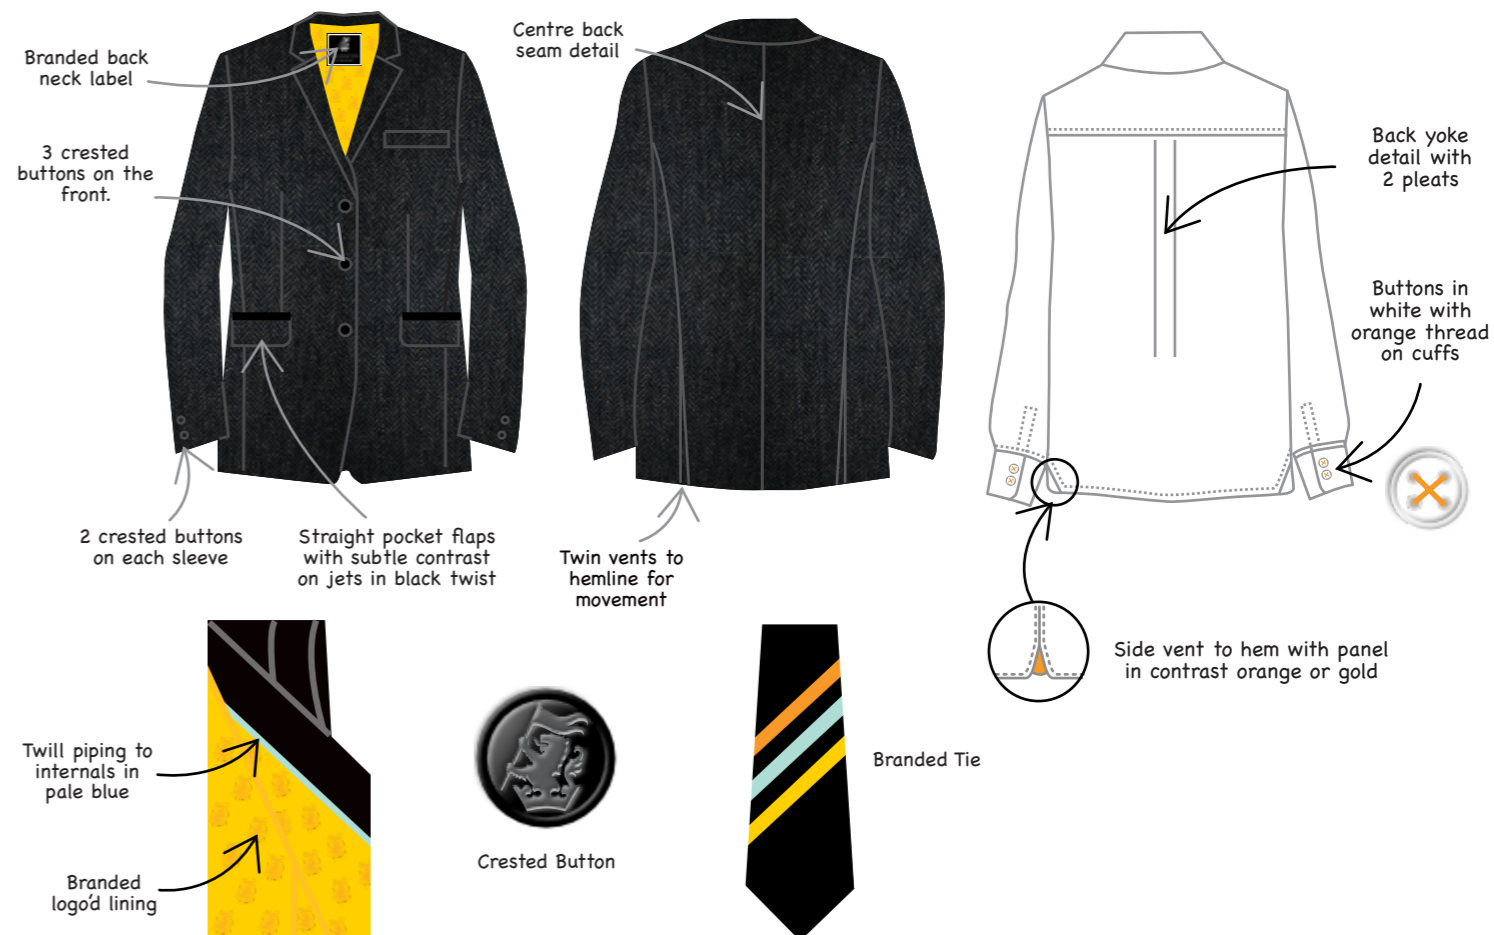 Branded back
neck label
Centre back
seam detail
3 crested
buttons on the
front.
Back yoke
detail with
2 pleats
Buttons in
white with
orange thread
on cuffs
2 crested buttons
on each sleeve
Straight pocket flaps
with subtle contrast
on jets in black twist
Twin vents to
hemline for
movement
Side vent to hem with panel
in contrast orange or gold
Twill piping to
internals in
pale blue
Branded
logo'd lining
Crested Button
Branded Tie